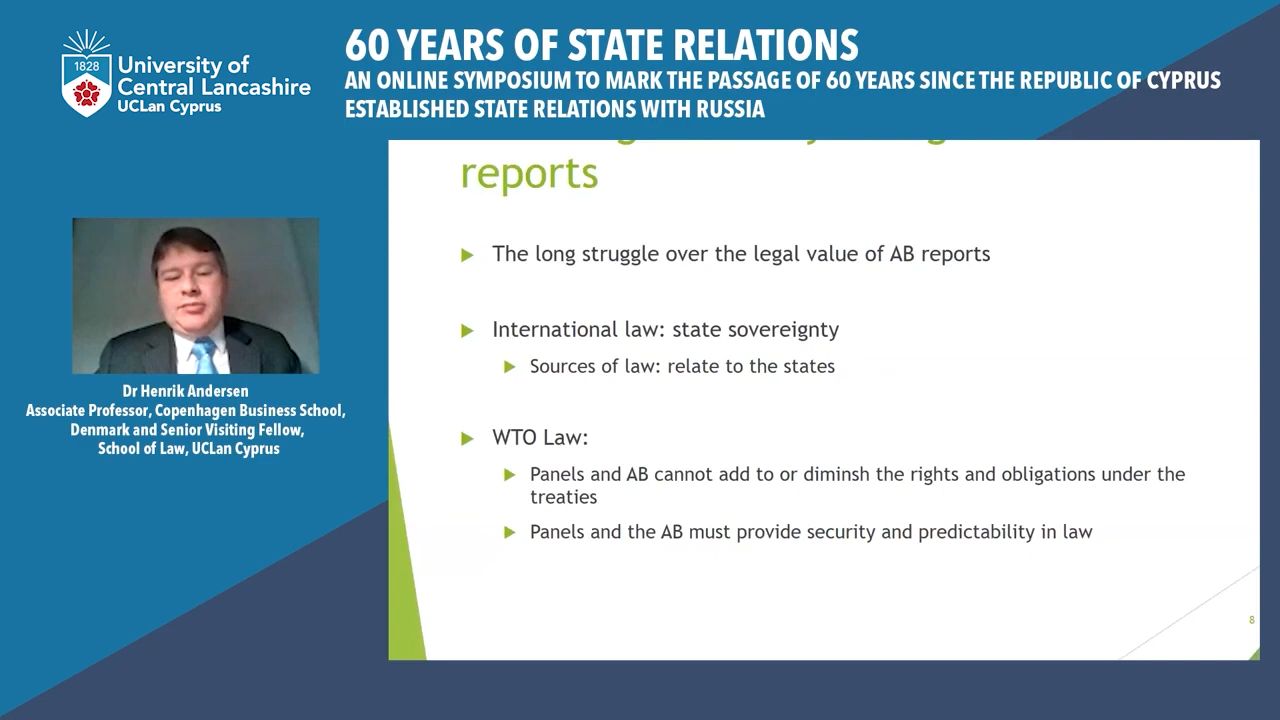 1828
University of
Central Lancashire
UCLan Cyprus
60 YEARS OF STATE RELATIONS
AN ONLINE SYMPOSIUM TO MARK THE PASSAGE OF 60 YEARS SINCE THE REPUBLIC OF CYPRUS
ESTABLISHED STATE RELATIONS WITH RUSSIA
Dr Henrik Andersen
Associate Professor, Copenhagen Business School,
Denmark and Senior Visiting Fellow,
School of Law, UCLan Cyprus
reports
The long struggle over the legal value of AB reports
International law: state sovereignty
Sources of law: relate to the states
WTO Law:
Panels and AB cannot add to or diminsh the rights and obligations under the
treaties
Panels and the AB must provide security and predictability in law
8